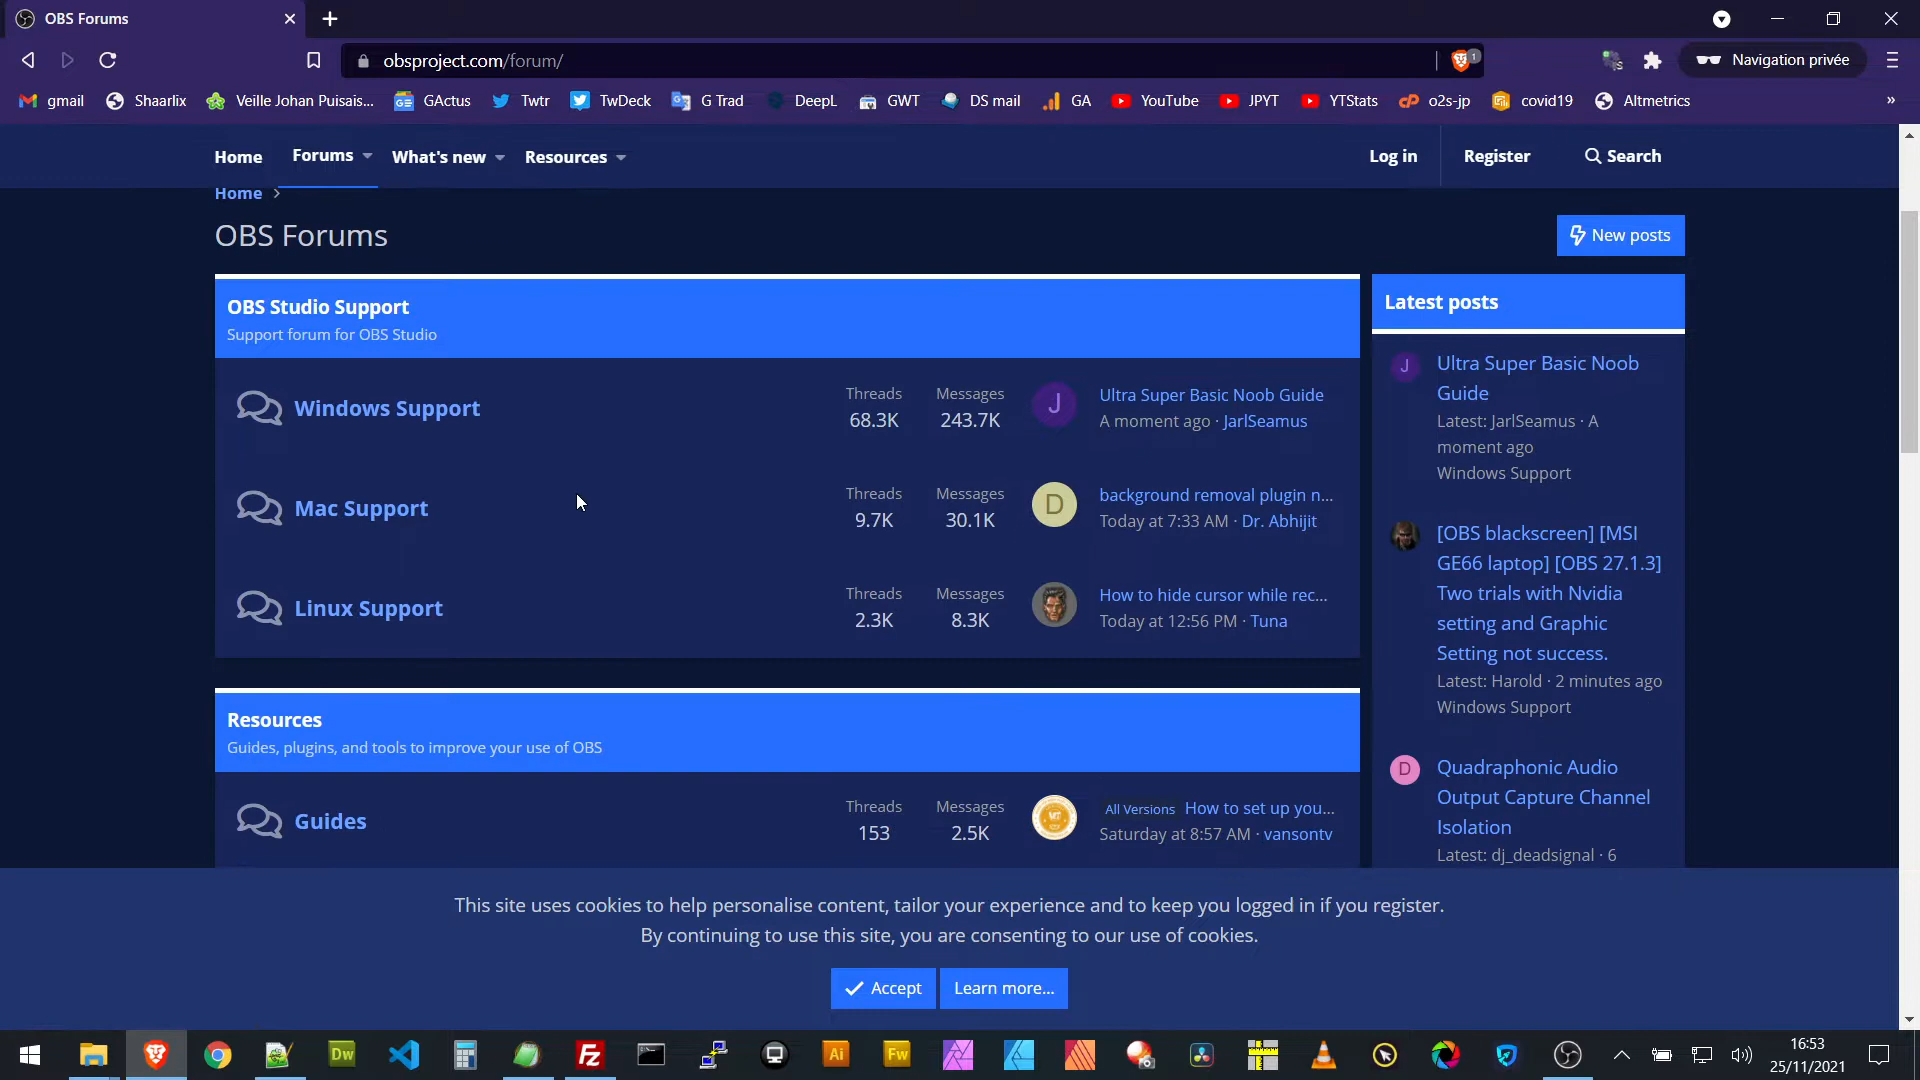 OBS Forums
obsproject.com/forum/
1
Navigation privée
gmail
Shaarlix
Veille Johan Puisais...
GActus
Twtr
TwDeck
G Trad
DeepL
GWT
DS mail
GA
YouTube
JPYT
YTStats
o2s-jp
covid19
Altmetrics
»
Home
Forums
What's new
Resources
Log in
Register
Search
Home
OBS Forums
New posts
OBS Studio Support
Support forum for OBS Studio
Windows Support
Threads
68.3K
Messages
243.7K
J
Ultra Super Basic Noob Guide
A moment ago · JarlSeamus
Mac Support
Threads
9.7K
Messages
30.1K
D
background removal plugin n...
Today at 7:33 AM · Dr. Abhijit
Linux Support
Threads
2.3K
Messages
8.3K
How to hide cursor while rec...
Today at 12:56 PM · Tuna
Resources
Guides, plugins, and tools to improve your use of OBS
Guides
Threads
153
Messages
2.5K
All Versions How to set up you...
Saturday at 8:57 AM · vansontv
Latest posts
J
Ultra Super Basic Noob
Guide
Latest: JarlSeamus · A
moment ago
Windows Support
[OBS blackscreen] [MSI
GE66 laptop] [OBS 27.1.3]
Two trials with Nvidia
setting and Graphic
Setting not success.
Latest: Harold · 2 minutes ago
Windows Support
D
Quadraphonic Audio
Output Capture Channel
Isolation
Latest: dj_deadsignal · 6
This site uses cookies to help personalise content, tailor your experience and to keep you logged in if you register.
By continuing to use this site, you are consenting to our use of cookies.
Accept
Learn more...
Dw
Fz
Ai
Fw
16:53
25/11/2021